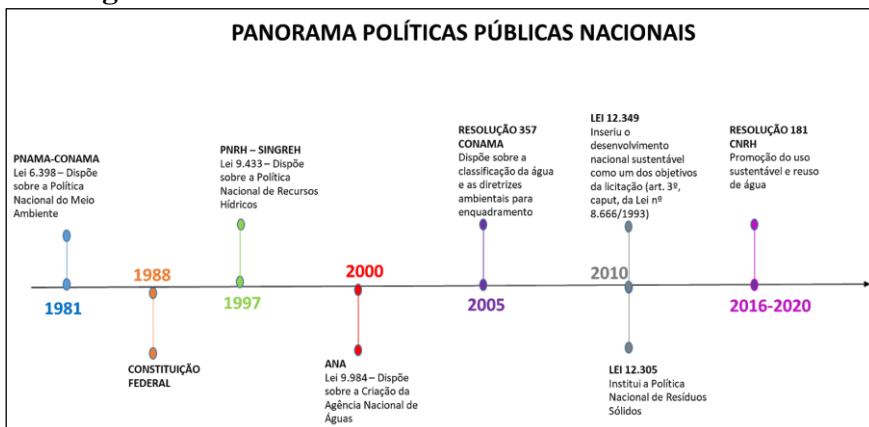 PANORAMA POLÍTICAS PÚBLICAS NACIONAIS
PNAMA-CONAMA
Lei 6.398 – Dispõe
sobre a Política
Nacional do Meio
Ambiente
1981
1988
CONSTITUIÇÃO
FEDERAL
PNRH – SINGREH
Lei 9.433 – Dispõe
sobre a Política
Nacional de Recursos
Hídricos
1997
2000
ANA
Lei 9.984 – Dispõe
sobre a Criação da
Agência Nacional de
Águas
RESOLUÇÃO 357
CONAMA
Dispõe sobre a
classificação da água
e as diretrizes
ambientais para
enquadramento
2005
LEI 12.349
Inseriu o
desenvolvimento
nacional sustentável
como um dos objetivos
da licitação (art. 3º,
caput, da Lei nº
8.666/1993)
2010
LEI 12.305
Institui a Política
Nacional de Resíduos
Sólidos
RESOLUÇÃO 181
CNRH
Promoção do uso
sustentável e reuso
de água
2016-2020